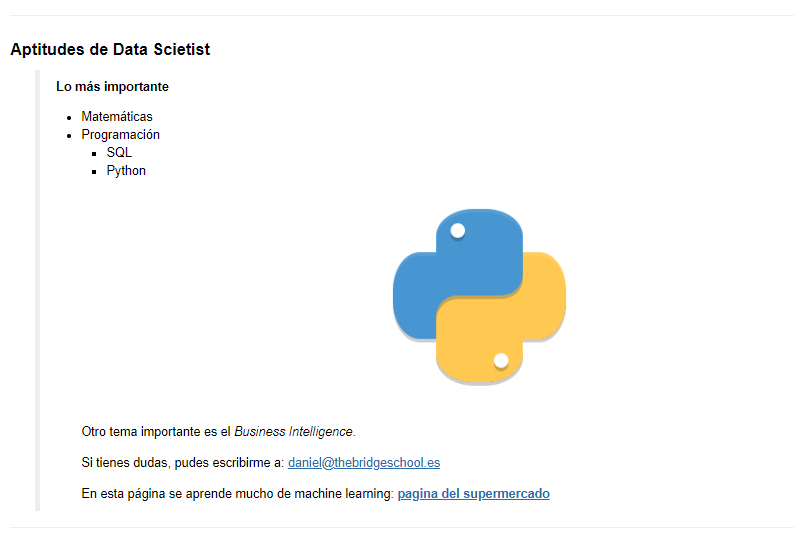 Aptitudes de Data Scietist
Lo más importante
Matemáticas
Programación
SQL
Python
Otro tema importante es el Business Intelligence.
Si tienes dudas, pudes escribirme a: daniel@thebridgeschool.es
En esta página se aprende mucho de machine learning: pagina del supermercado